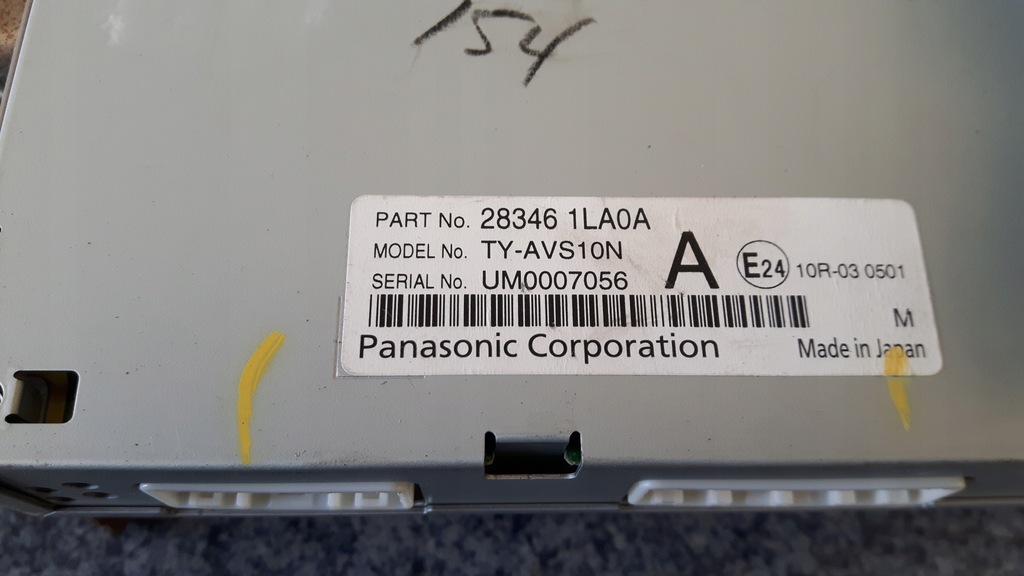 154
PART No. 28346 1LA0A
MODEL No. TY-AVS10N
SERIAL No. UM0007056
A
E24 10R-03 0501
M
Panasonic Corporation
Made in Japan